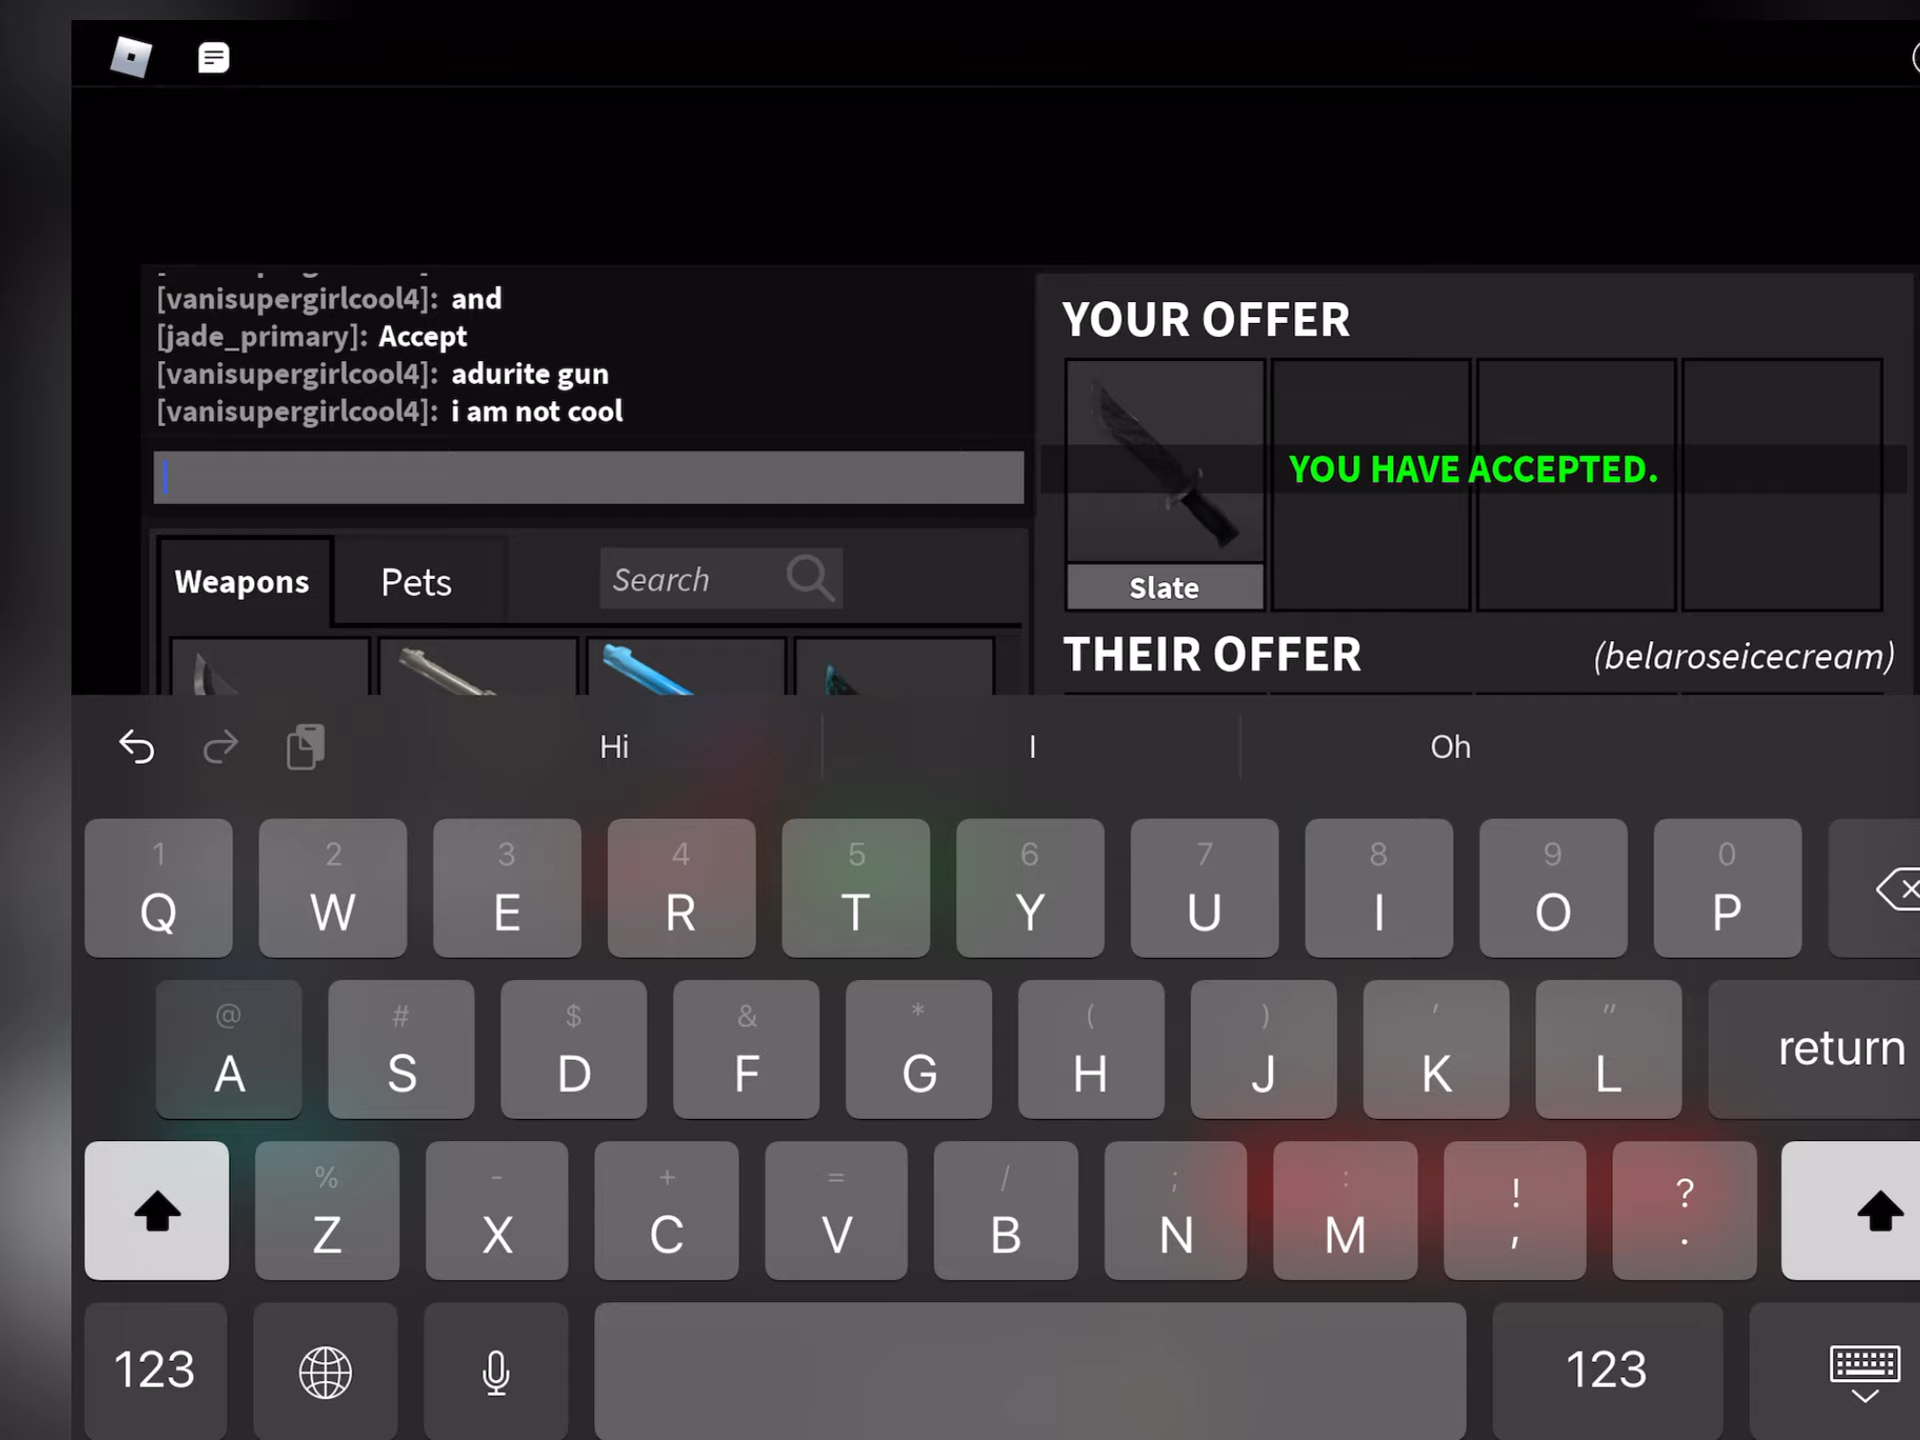 [vanisupergirlcool4]: and
[jade_primary]: Accept
[vanisupergirlcool4]: adurite gun
[vanisupergirlcool4]: i am not cool
YOUR OFFER
YOU HAVE ACCEPTED.
Slate
Weapons Pets Search
THEIR OFFER (belaroseicecream)
Hi I Oh
1 2 3 4 5 6 7 8 9 0
Q W E R T Y U I O P
@ # $ & * ( ) ' "
A S D F G H J K L return
% - + = / ; : ! ?
Z X C V B N M , .
123 123